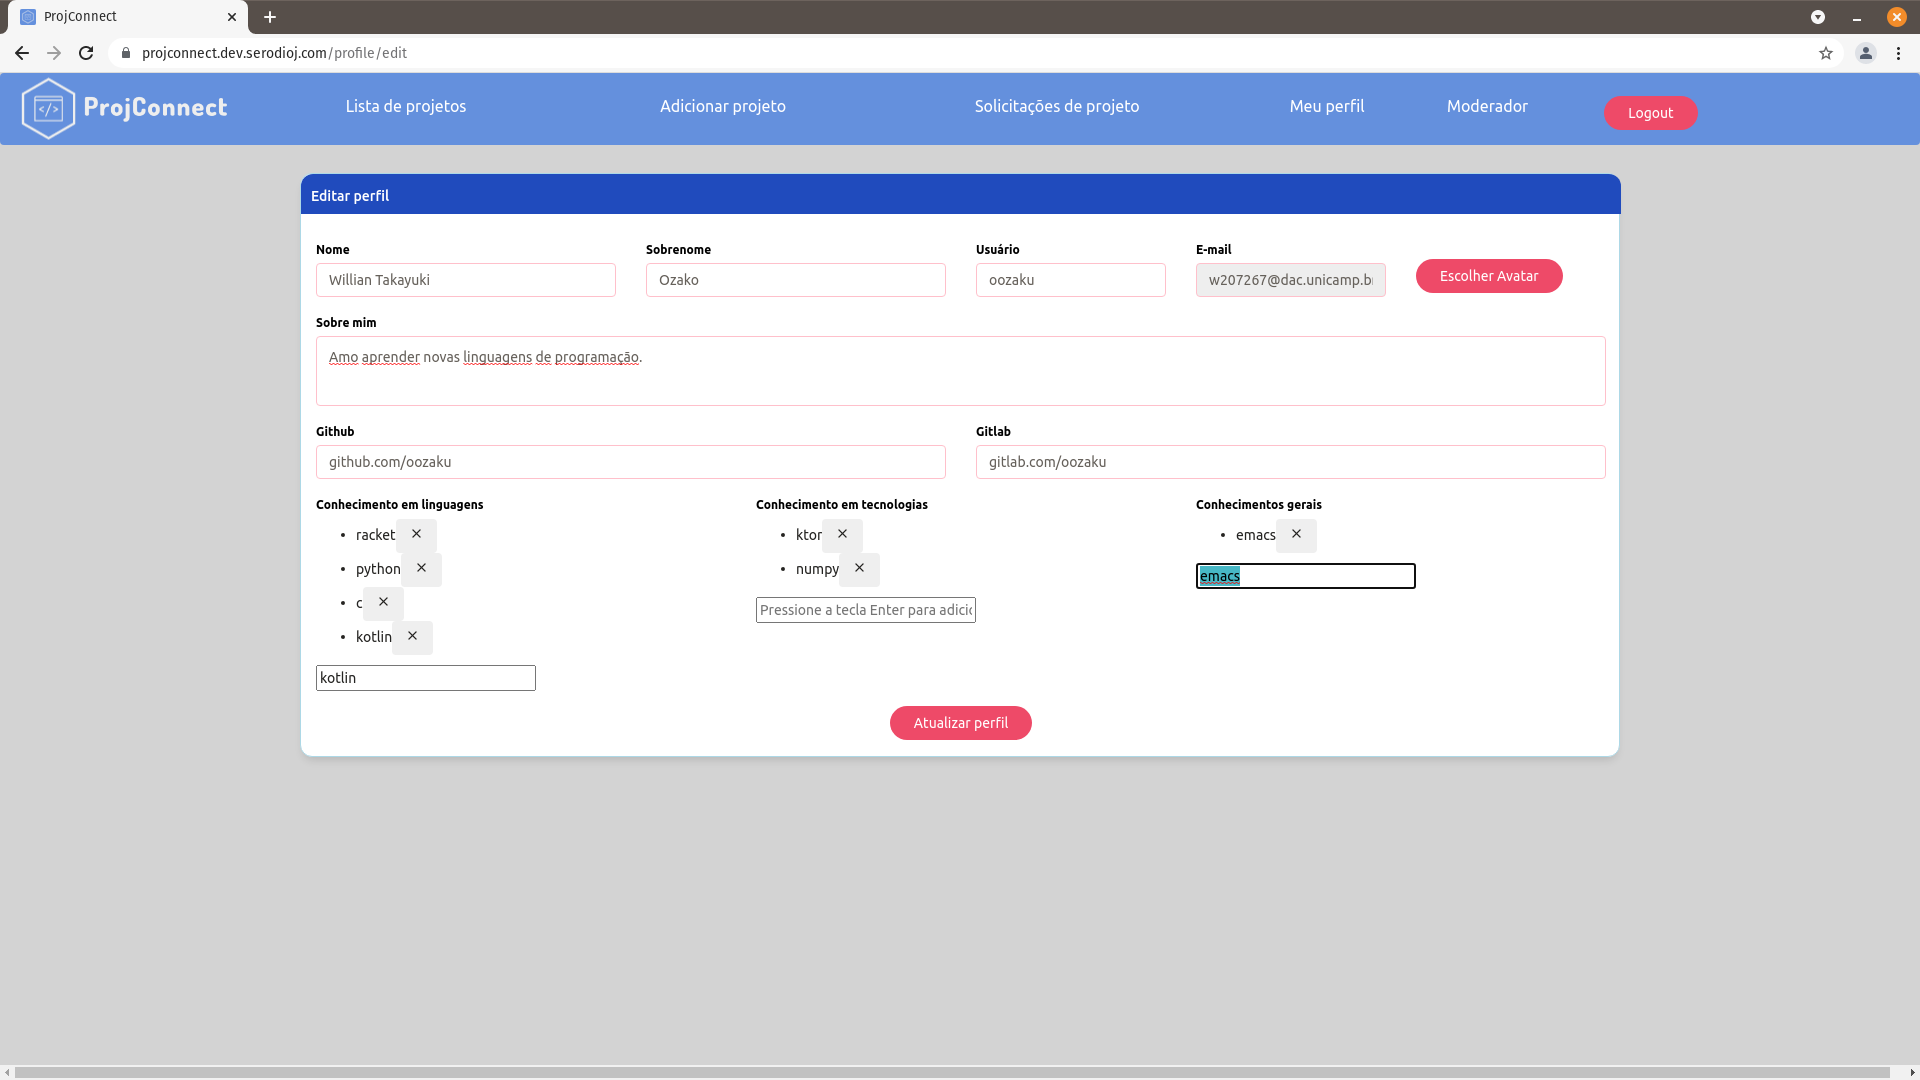 ProjConnect
projconnect.dev.serodioj.com/profile/edit
ProjConnect Lista de projetos Adicionar projeto Solicitações de projeto Meu perfil Moderador Logout
Editar perfil
Nome Sobrenome Usuário E-mail
Willian Takayuki Ozako oozaku w207267@dac.unicamp.b Escolher Avatar
Sobre mim
Amo aprender novas linguagens de programação.
Github Gitlab
github.com/oozaku gitlab.com/oozaku
Conhecimento em linguagens Conhecimento em tecnologias Conhecimentos gerais
• racket × • ktor × • emacs ×
• python × • numpy × emacs
• c × Pressione a tecla Enter para adici
• kotlin ×
kotlin
Atualizar perfil